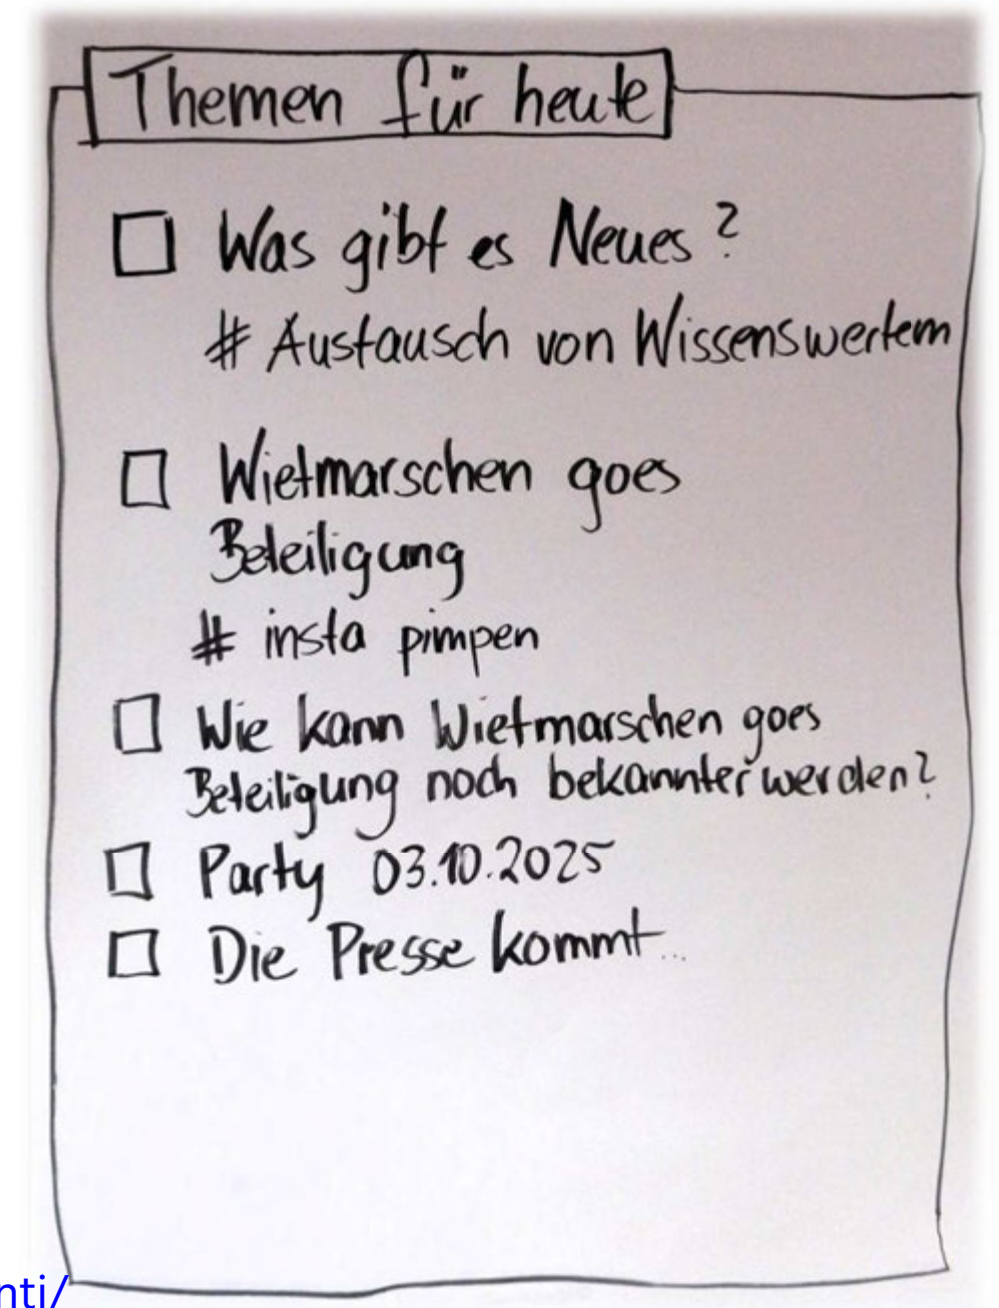 Themen für heute
Was gibt es Neues?
# Austausch von Wissenswertem
Wietmarschen goes
Beteiligung
# insta pimpen
Wie kann Wietmarschen goes
Beteiligung noch bekannter werden?
Party 03.10.2025
Die Presse kommt...
nti/